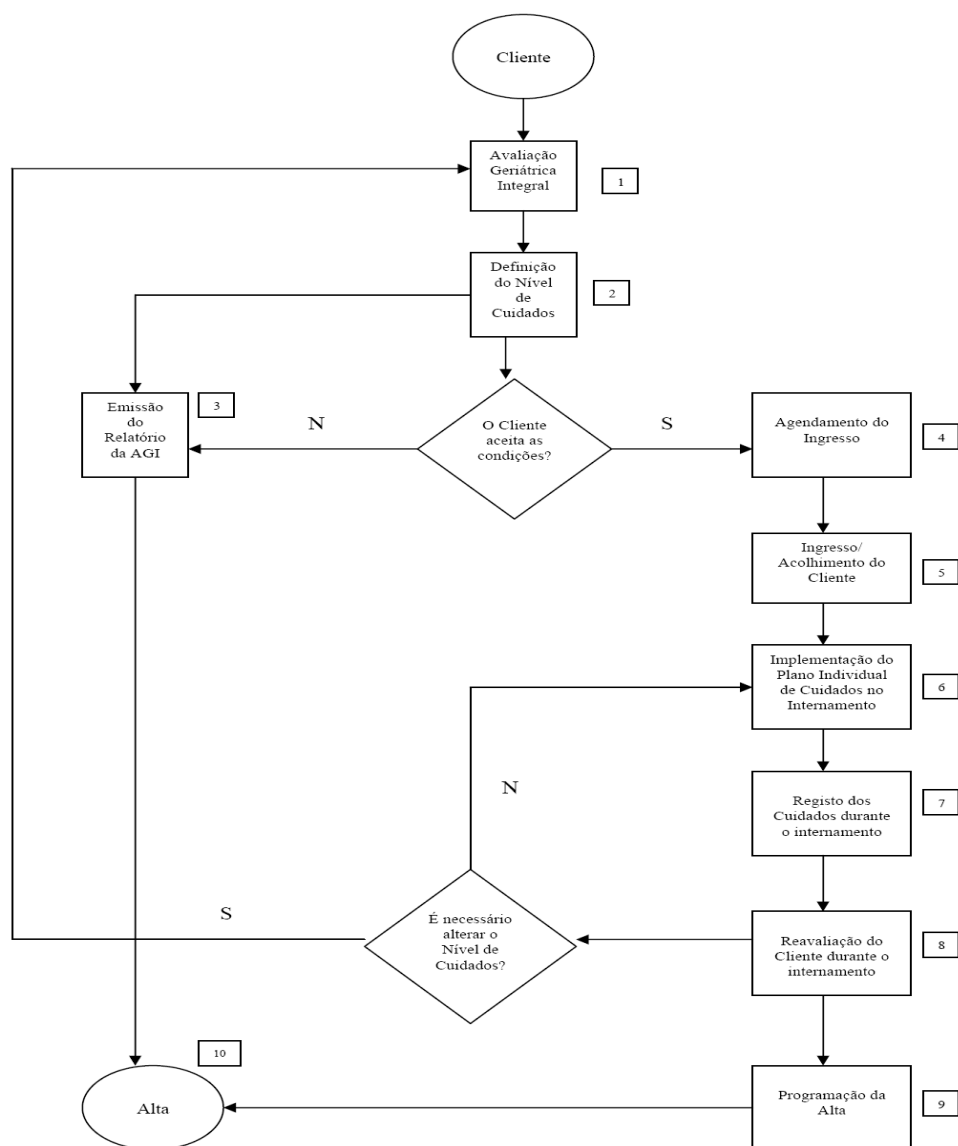 Cliente
Avaliação
Geriátrica
Integral
1
Definição
do Nível
de
Cuidados
2
Emissão
do
Relatório
da AGI
3
N
O Cliente
aceita as
condições?
S
Agendamento do
Ingresso
4
Ingresso/
Acolhimento do
Cliente
5
Implementação do
Plano Individual
de Cuidados no
Internamento
6
N
Registo dos
Cuidados durante
o internamento
7
S
É necessário
alterar o
Nível de
Cuidados?
Reavaliação do
Cliente durante o
internamento
8
10
Alta
Programação da
Alta
9